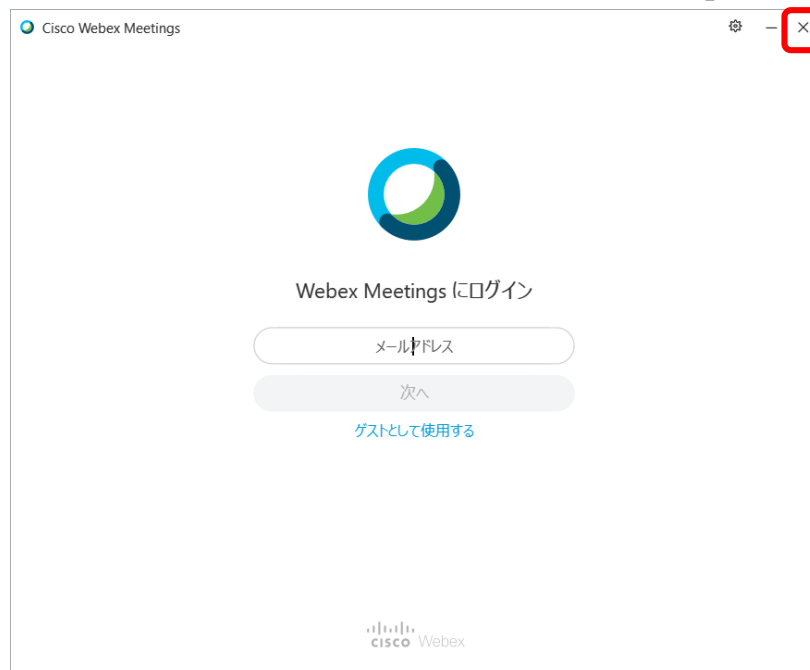 Cisco Webex Meetings
Webex Meetings にログイン
メールアドレス
次へ
ゲストとして使用する
cisco Webex